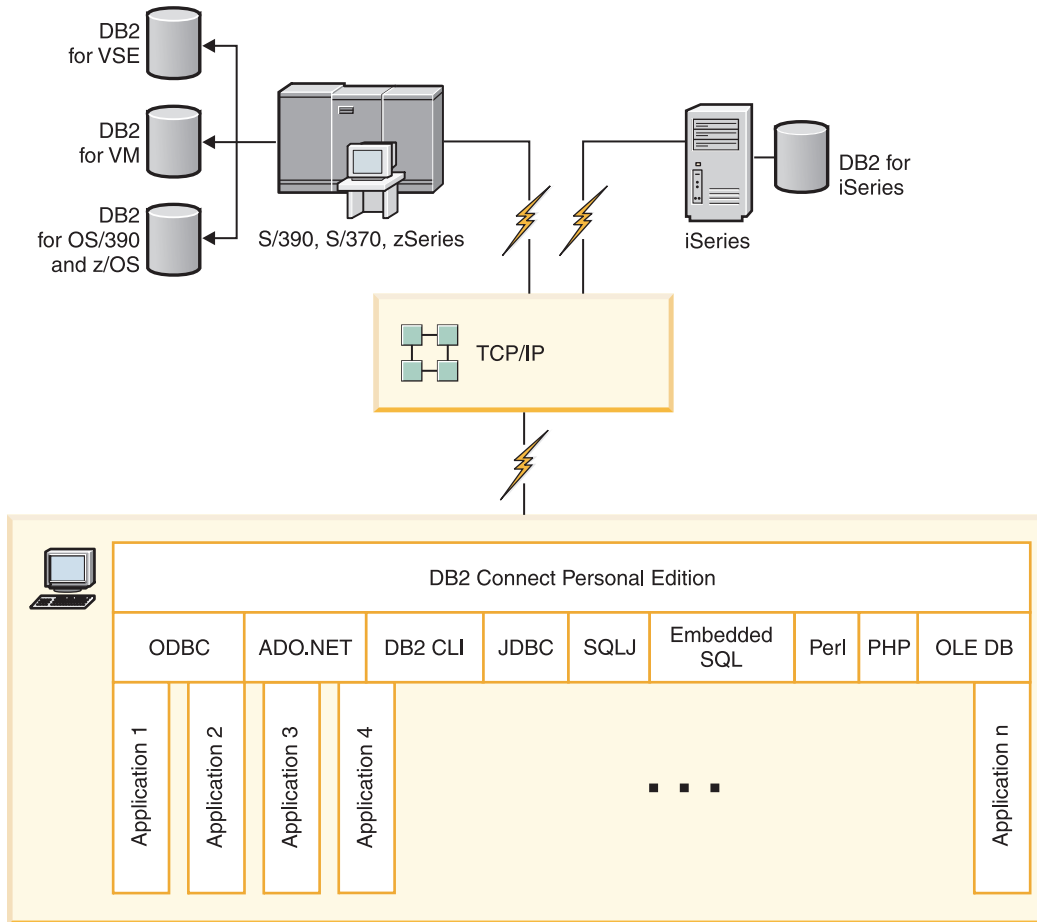 DB2
for VSE
DB2
for VM
DB2
for OS/390
and z/OS
S/390, S/370, zSeries
iSeries
DB2 for
iSeries
TCP/IP
DB2 Connect Personal Edition
ODBC
ADO.NET
DB2 CLI
JDBC
SQLJ
Embedded
SQL
Perl
PHP
OLE DB
Application 1
Application 2
Application 3
Application 4
. . .
Application n